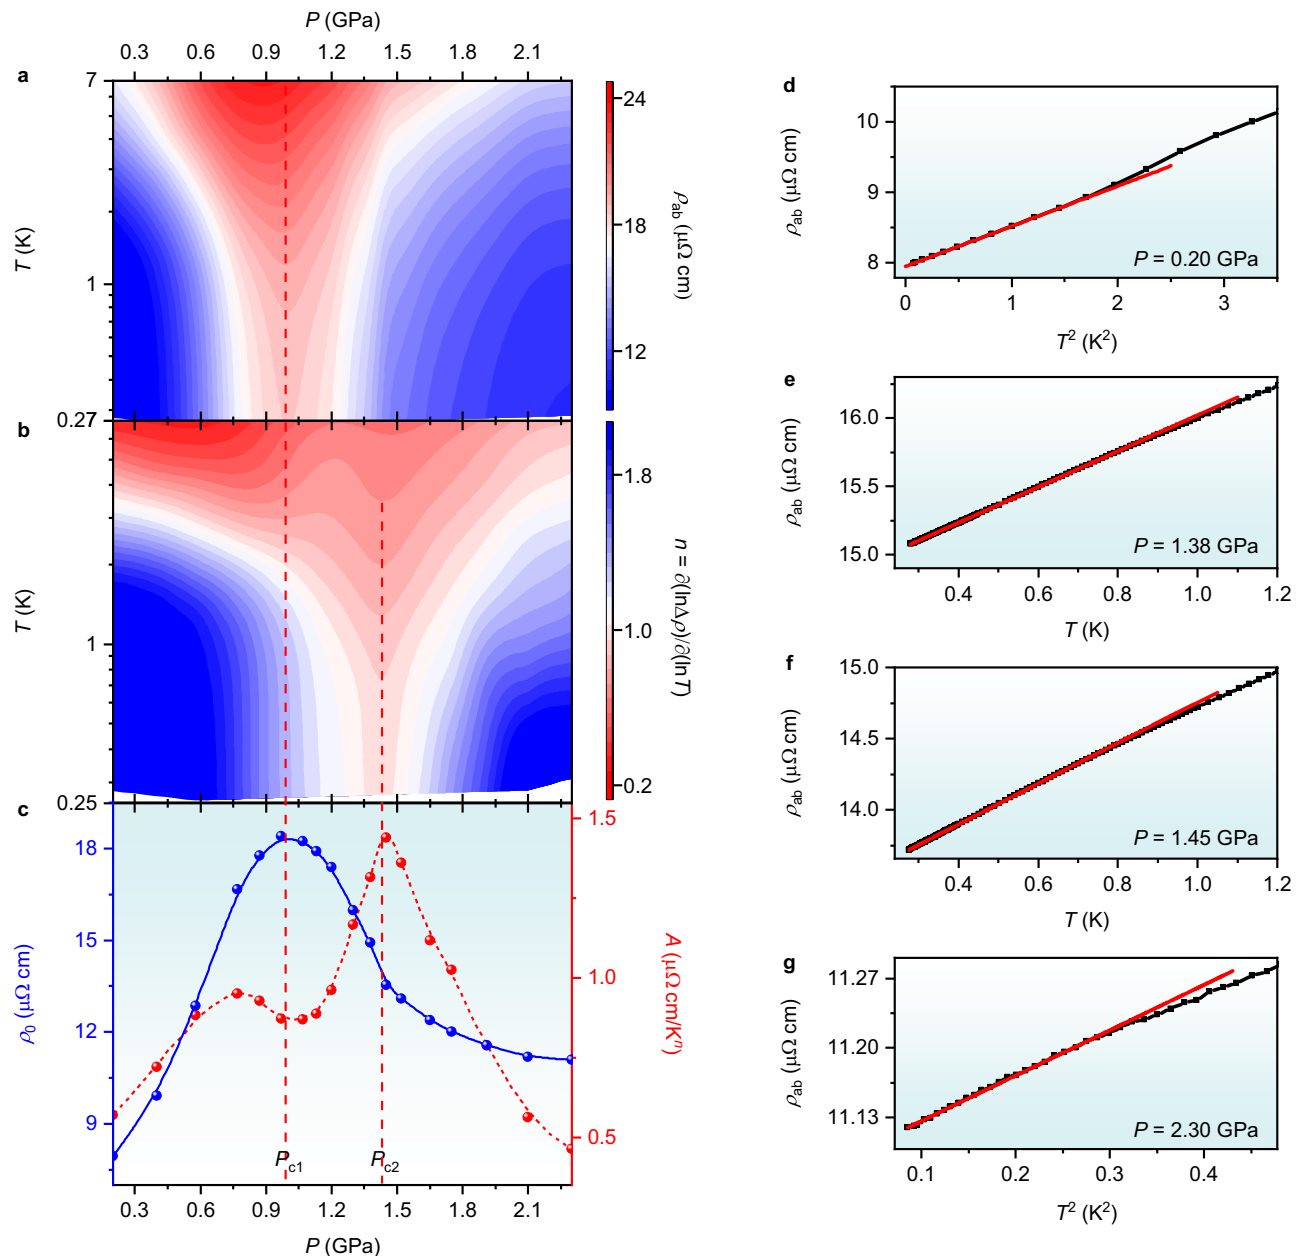 P (GPa)
0.3 0.6 0.9 1.2 1.5 1.8 2.1
a
7
1
0.27
T (K)
24
18
12
ρab (μΩ cm)
b
1
0.25
T (K)
1.8
1.0
0.2
n = ∂(lnΔρ)/∂(lnT)
c
18
15
12
9
ρ0 (μΩ cm)
1.5
1.0
0.5
A (μΩ cm/Kn)
Pc1 Pc2
0.3 0.6 0.9 1.2 1.5 1.8 2.1
P (GPa)
d
10
9
8
ρab (μΩ cm)
P = 0.20 GPa
0 1 2 3
T2 (K2)
e
16.0
15.5
15.0
ρab (μΩ cm)
P = 1.38 GPa
0.4 0.6 0.8 1.0 1.2
T (K)
f
15.0
14.5
14.0
ρab (μΩ cm)
P = 1.45 GPa
0.4 0.6 0.8 1.0 1.2
T (K)
g
11.27
11.20
11.13
ρab (μΩ cm)
P = 2.30 GPa
0.1 0.2 0.3 0.4
T2 (K2)